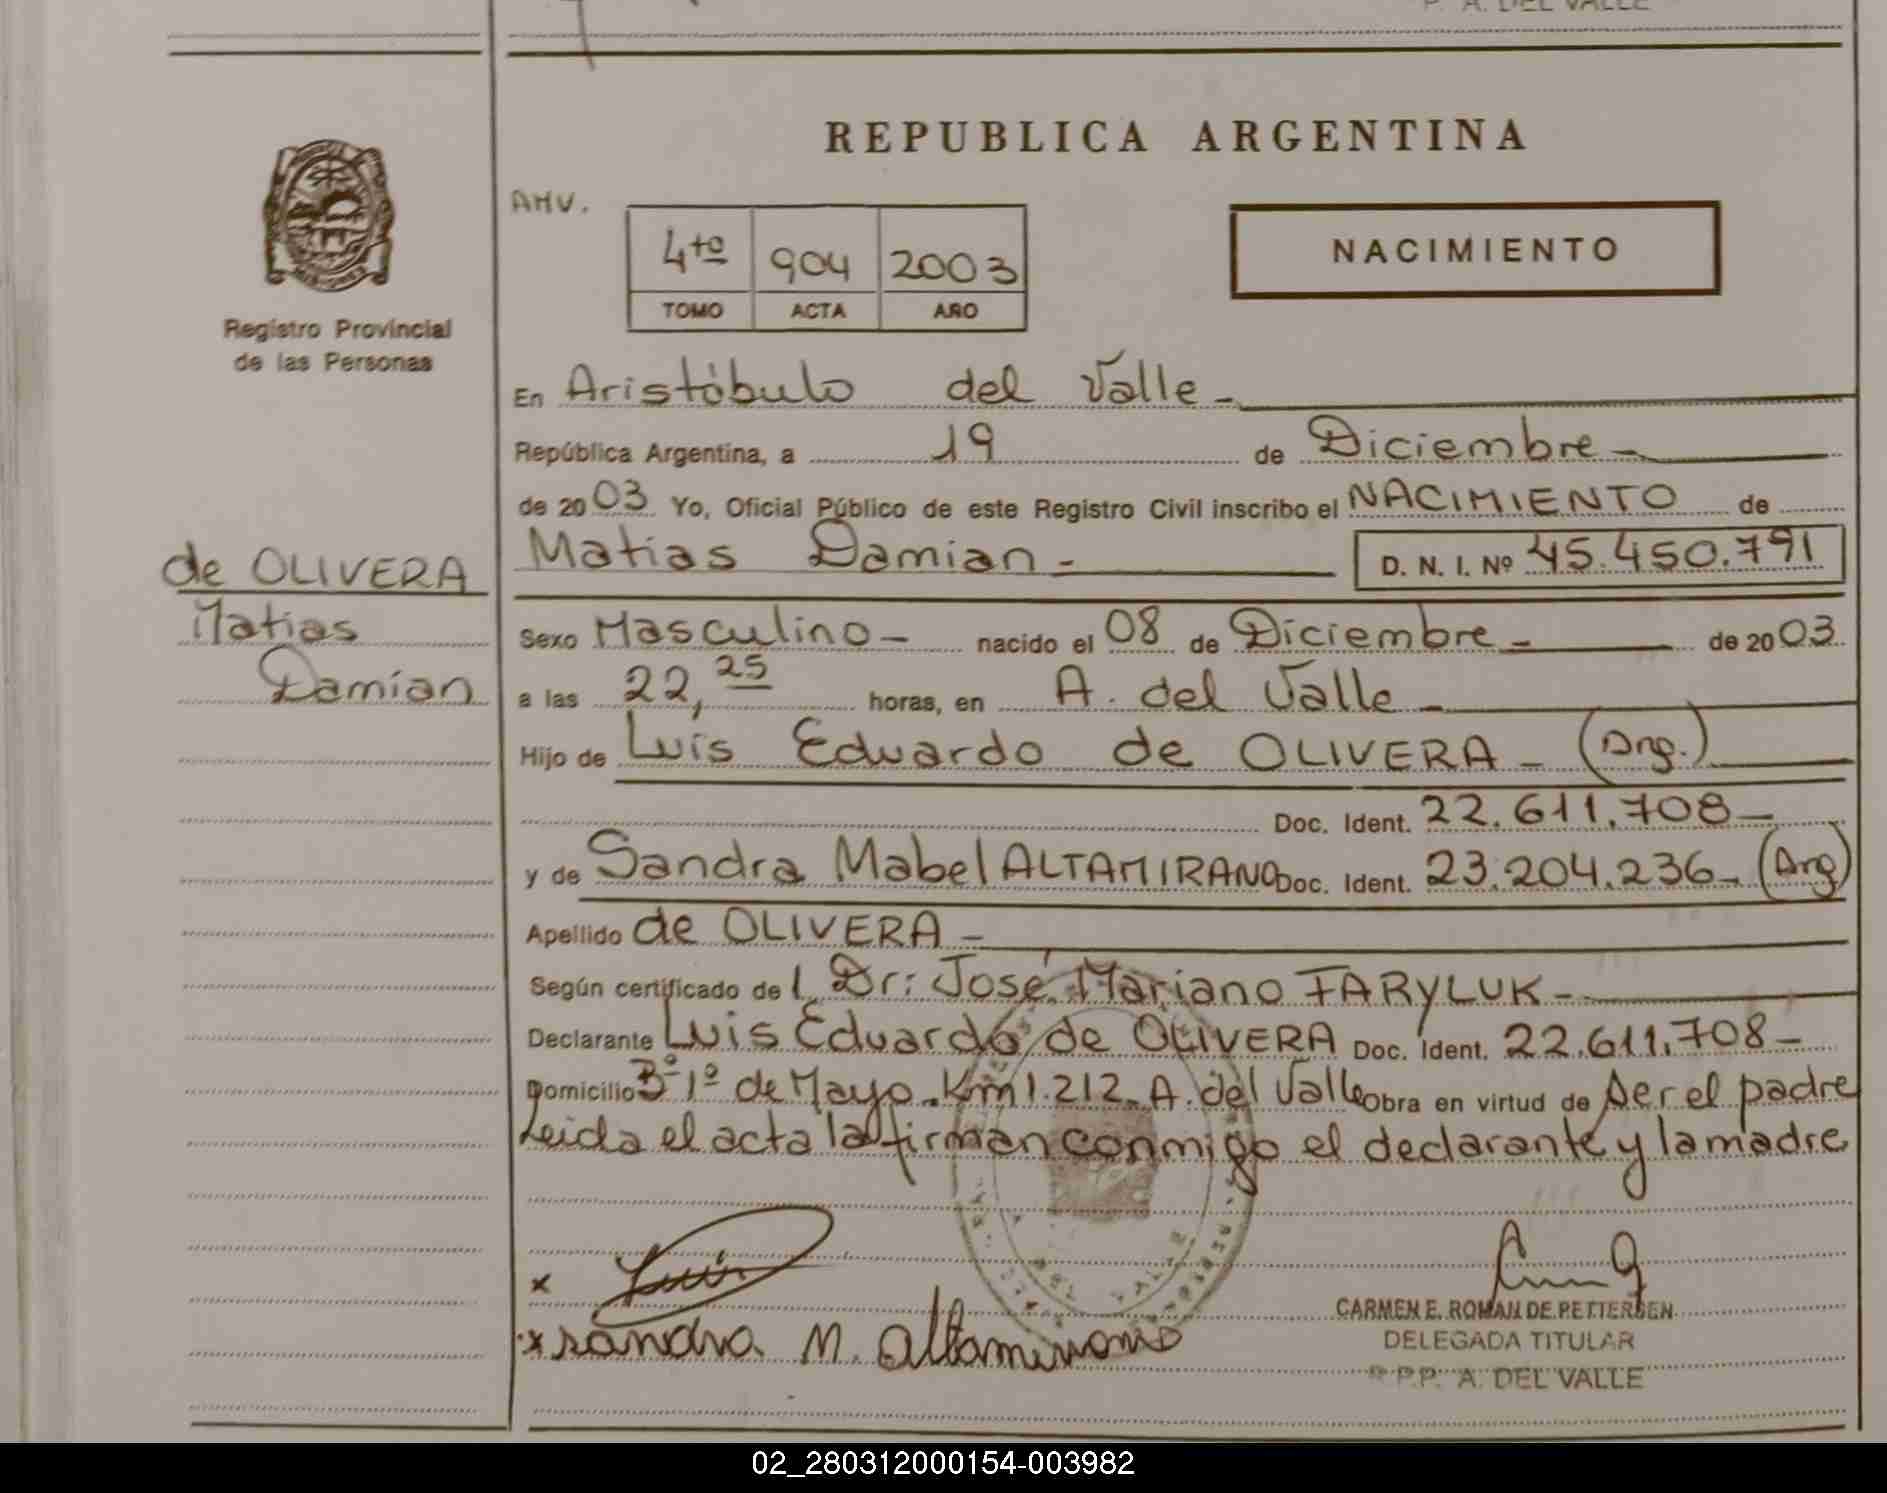 P. A. DEL VALLE
REPUBLICA ARGENTINA
AMV.
4to 904 2003
TOMO ACTA AÑO
NACIMIENTO
Registro Provincial
de las Personas
En Aristóbulo del Valle -
República Argentina, a 19 de Diciembre -
de 2003 Yo, Oficial Público de este Registro Civil inscribo el NACIMIENTO de
Matias Damian - D. N. I. Nº 45.450.791
de OLIVERA
Matias
Damian
Sexo Masculino - nacido el 08 de Diciembre - de 2003
a las 22,25 horas, en A. del Valle -
Hijo de Luis Eduardo de OLIVERA - (Arg.)
Doc. Ident. 22.611.708 -
y de Sandra Mabel ALTAMIRANO Doc. Ident. 23.204.236 - (Arg)
Apellido de OLIVERA -
Según certificado del Dr: José Mariano FARYLUK -
Declarante Luis Eduardo de OLIVERA Doc. Ident. 22.611.708 -
Domicilio Bº 1º de Mayo. Km 1.212 - A. del Valle Obra en virtud de ser el padre
Leida el acta la firman conmigo el declarante y la madre
x
x Sandra M. Altamirano
CARMEN E. ROMAN DE PETTERSEN
DELEGADA TITULAR
R.P.P. A. DEL VALLE
02_280312000154-003982